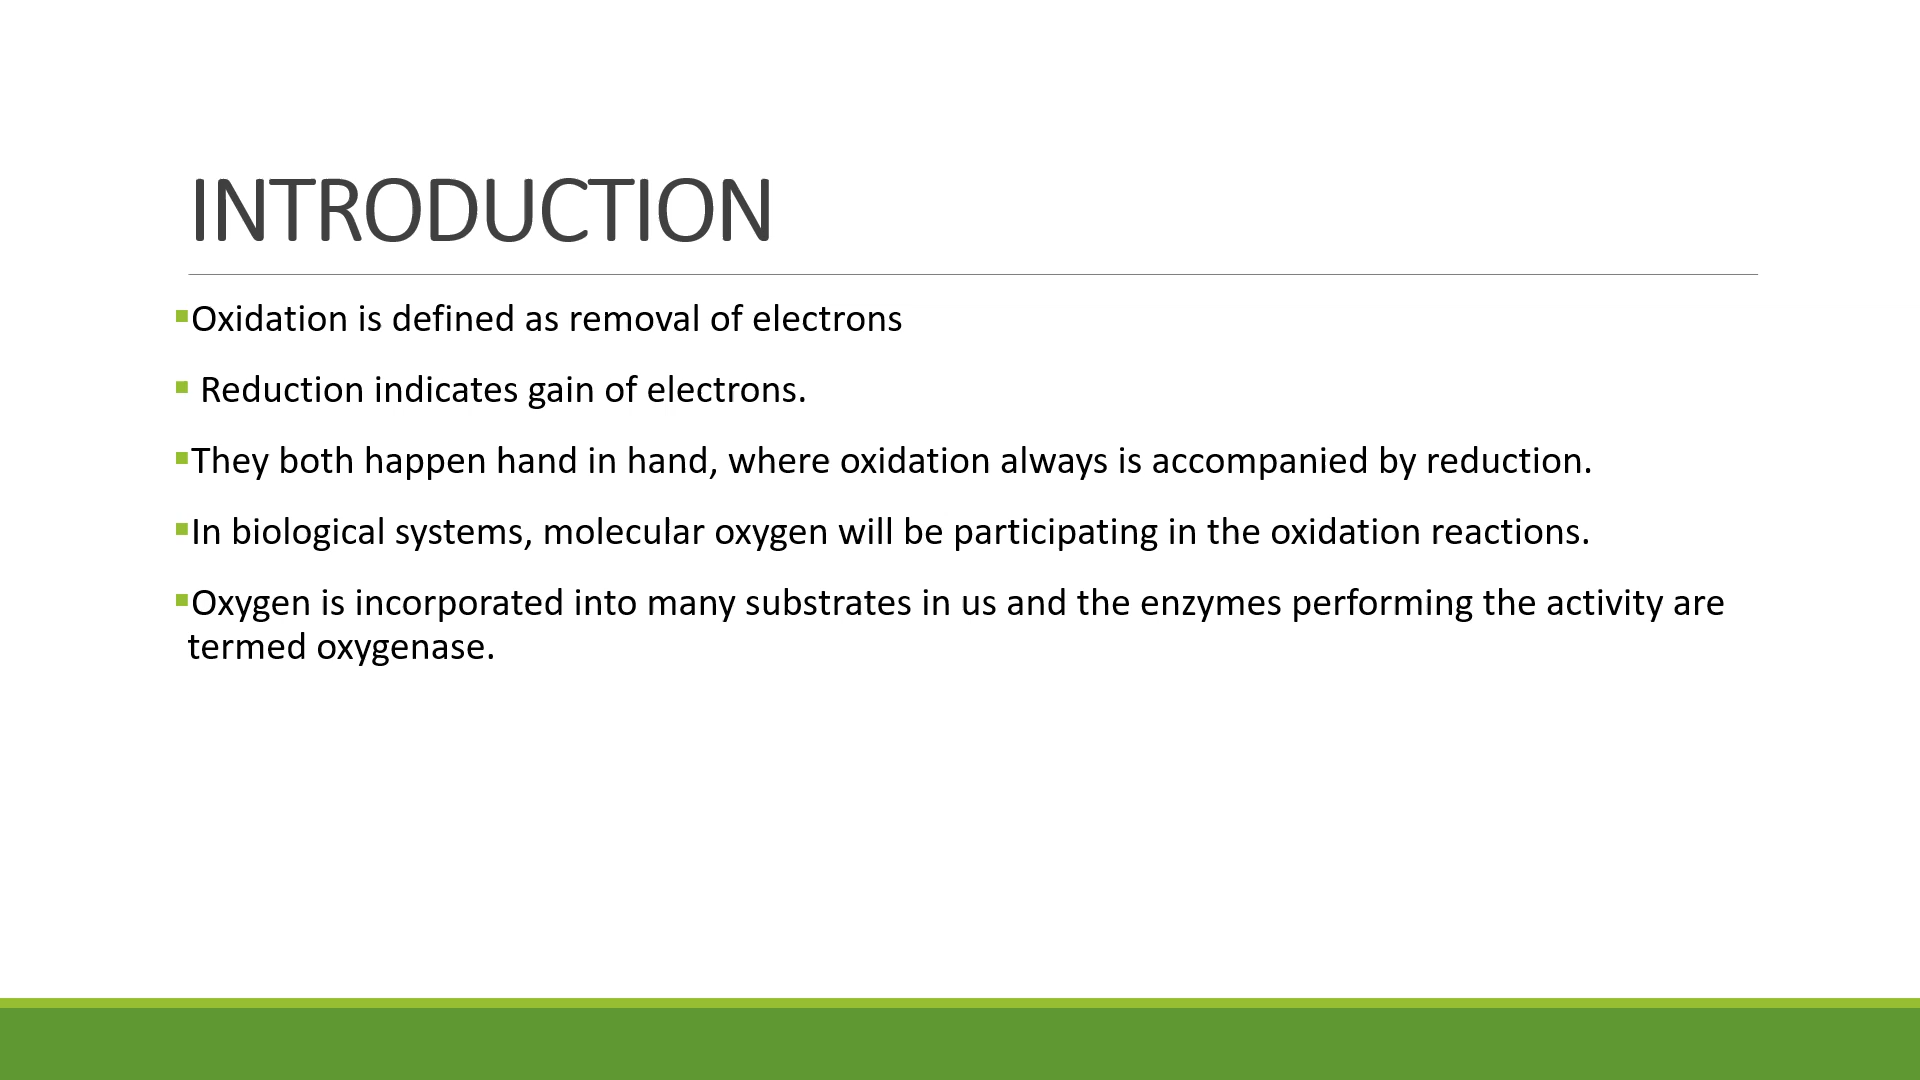 INTRODUCTION
▪Oxidation is defined as removal of electrons
▪ Reduction indicates gain of electrons.
▪They both happen hand in hand, where oxidation always is accompanied by reduction.
▪In biological systems, molecular oxygen will be participating in the oxidation reactions.
▪Oxygen is incorporated into many substrates in us and the enzymes performing the activity are
termed oxygenase.